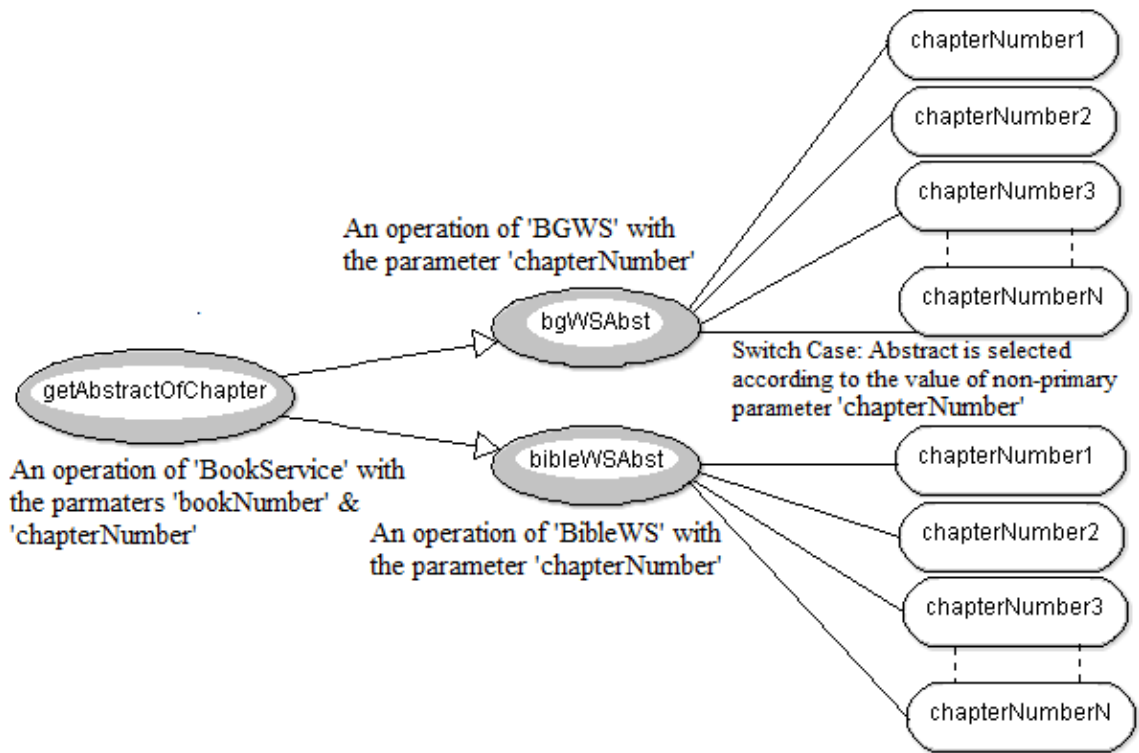 chapterNumber1
chapterNumber2
chapterNumber3
chapterNumberN
An operation of 'BGWS' with
the parameter 'chapterNumber'
bgWSAbst
Switch Case: Abstract is selected
according to the value of non-primary
parameter 'chapterNumber'
getAbstractOfChapter
An operation of 'BookService' with
the parmaters 'bookNumber' &
'chapterNumber'
bibleWSAbst
An operation of 'BibleWS' with
the parameter 'chapterNumber'
chapterNumber1
chapterNumber2
chapterNumber3
chapterNumberN